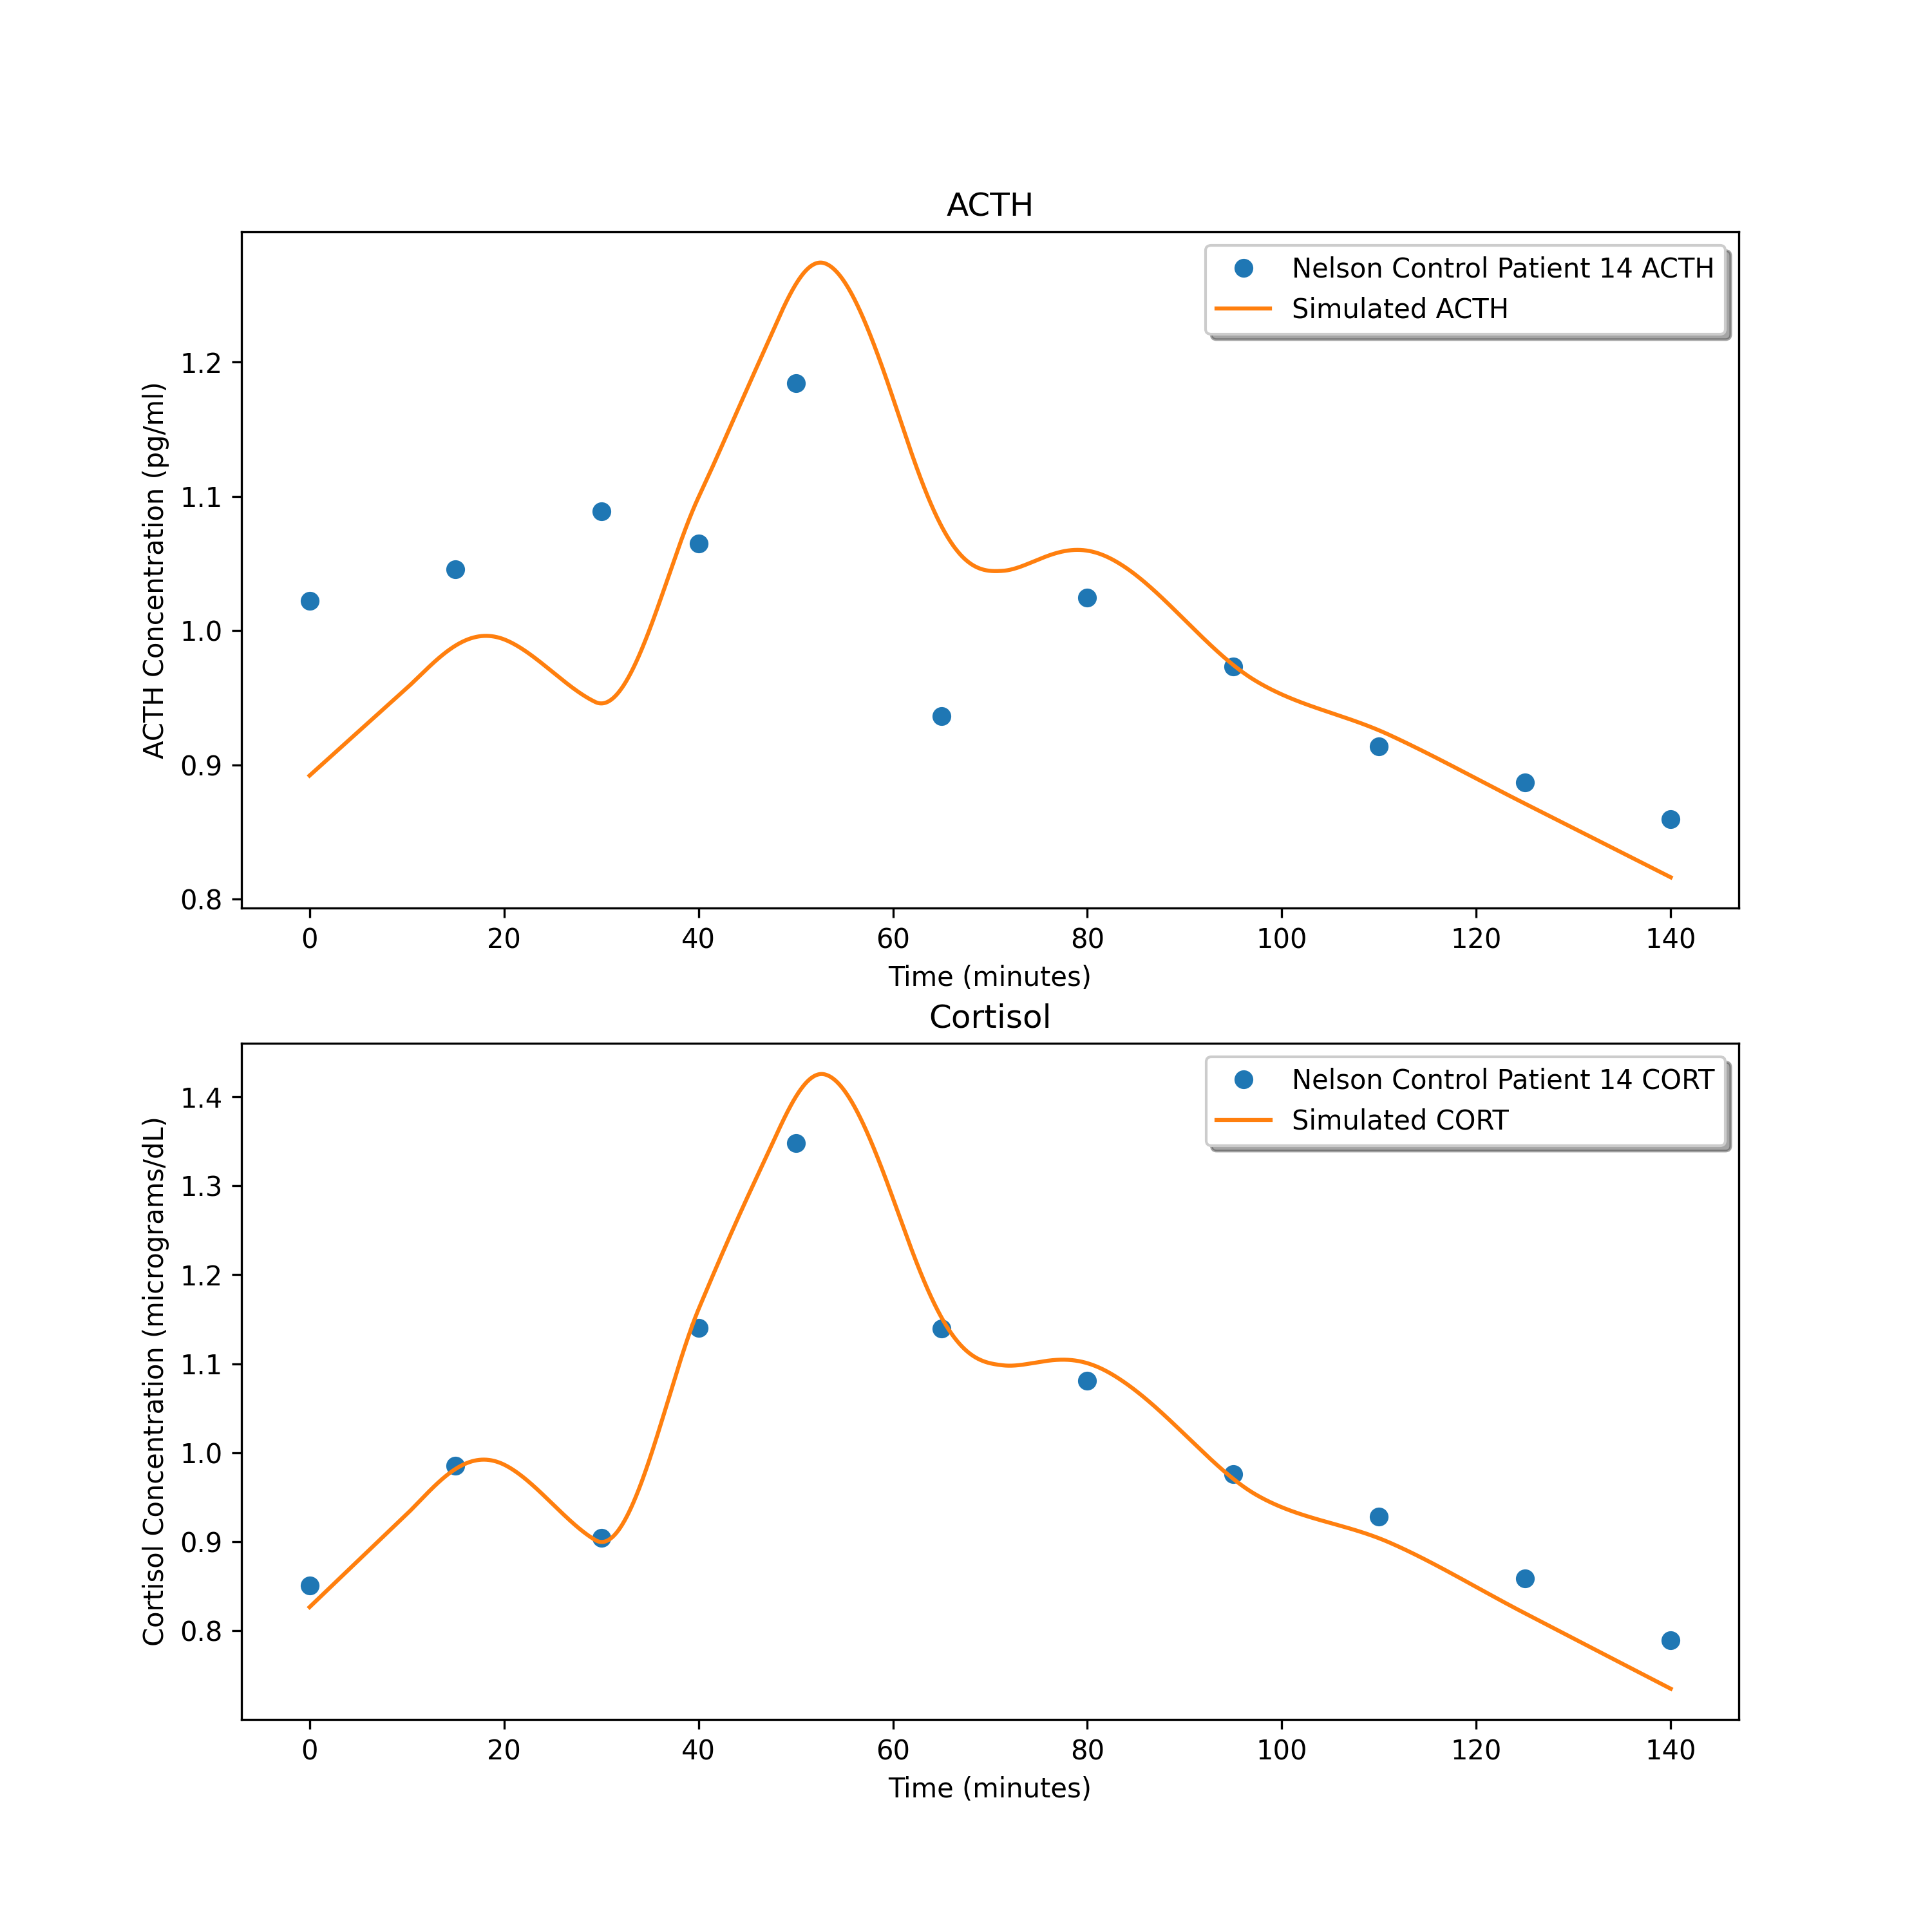 ACTH
Nelson Control Patient 14 ACTH
Simulated ACTH
ACTH Concentration (pg/ml)
1.2
1.1
1.0
0.9
0.8
0 20 40 60 80 100 120 140
Time (minutes)
Cortisol
Nelson Control Patient 14 CORT
Simulated CORT
Cortisol Concentration (micrograms/dL)
1.4
1.3
1.2
1.1
1.0
0.9
0.8
0 20 40 60 80 100 120 140
Time (minutes)